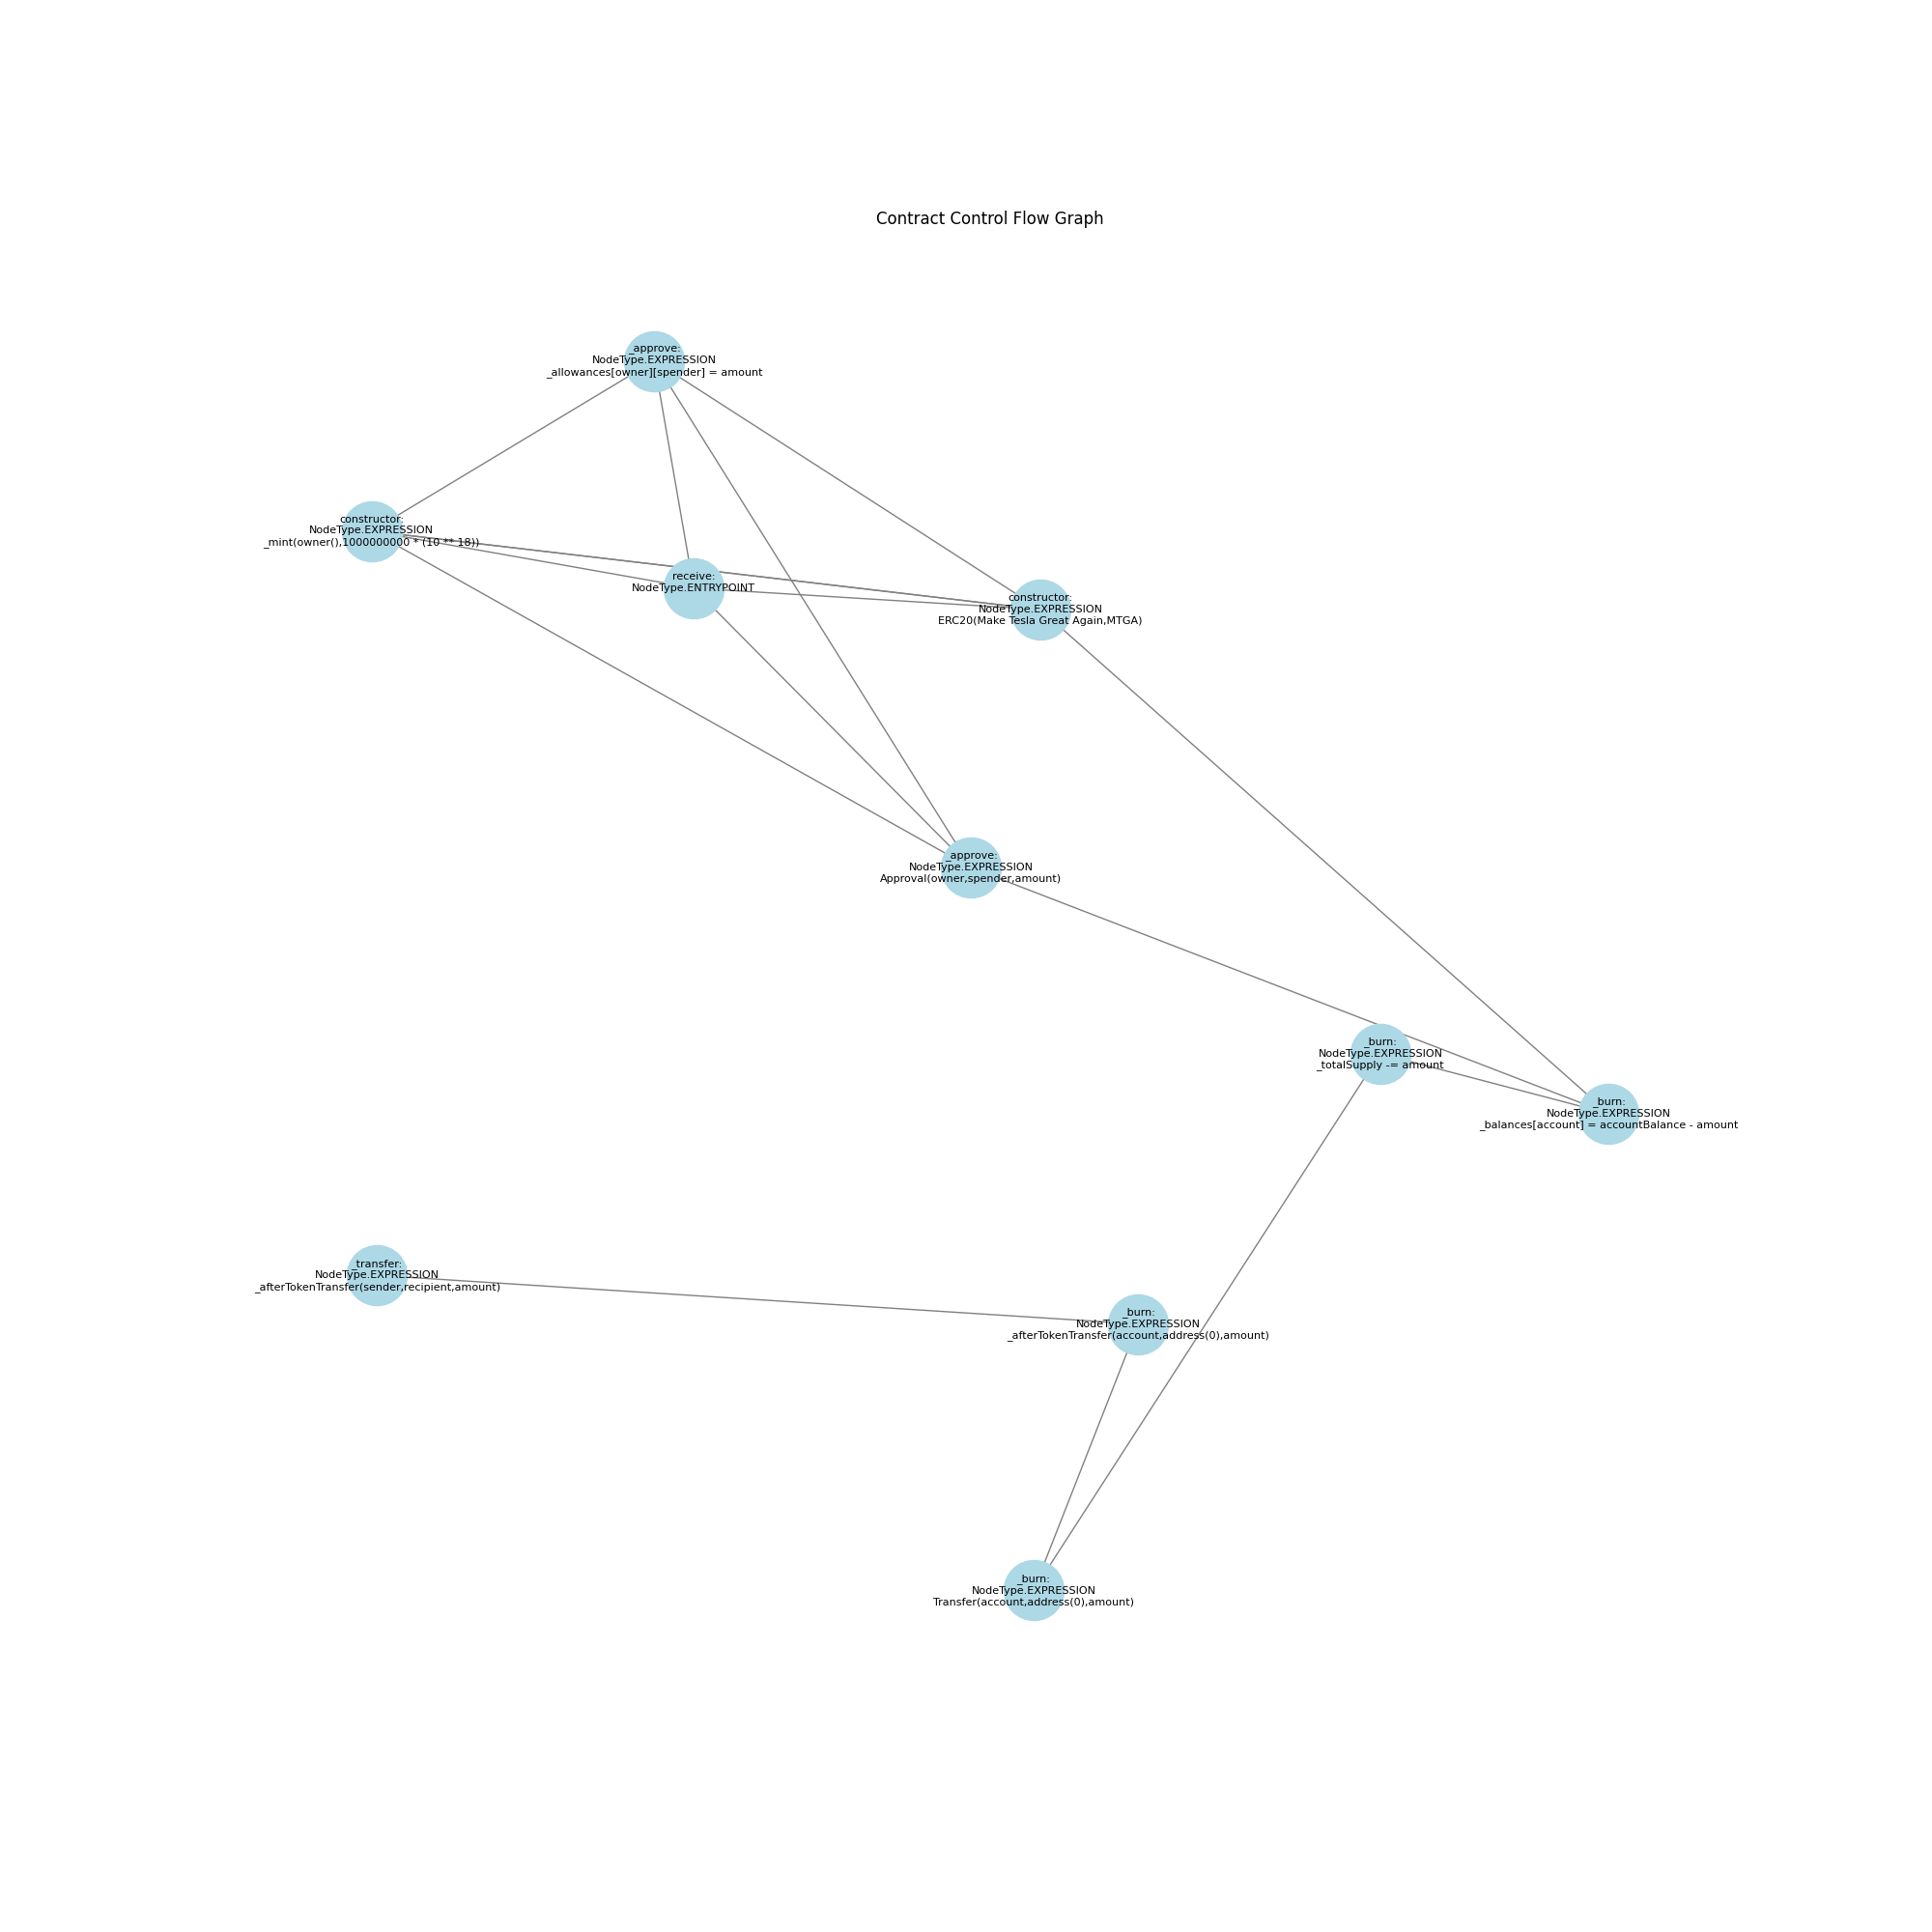 Contract Control Flow Graph
_approve:
NodeType.EXPRESSION
_allowances[owner][spender] = amount
constructor:
NodeType.EXPRESSION
_mint(owner(),1000000000 * (10 ** 18))
receive:
NodeType.ENTRYPOINT
constructor:
NodeType.EXPRESSION
ERC20(Make Tesla Great Again,MTGA)
_approve:
NodeType.EXPRESSION
Approval(owner,spender,amount)
_burn:
NodeType.EXPRESSION
_totalSupply -= amount
_burn:
NodeType.EXPRESSION
_balances[account] = accountBalance - amount
_transfer:
NodeType.EXPRESSION
_afterTokenTransfer(sender,recipient,amount)
_burn:
NodeType.EXPRESSION
_afterTokenTransfer(account,address(0),amount)
_burn:
NodeType.EXPRESSION
Transfer(account,address(0),amount)